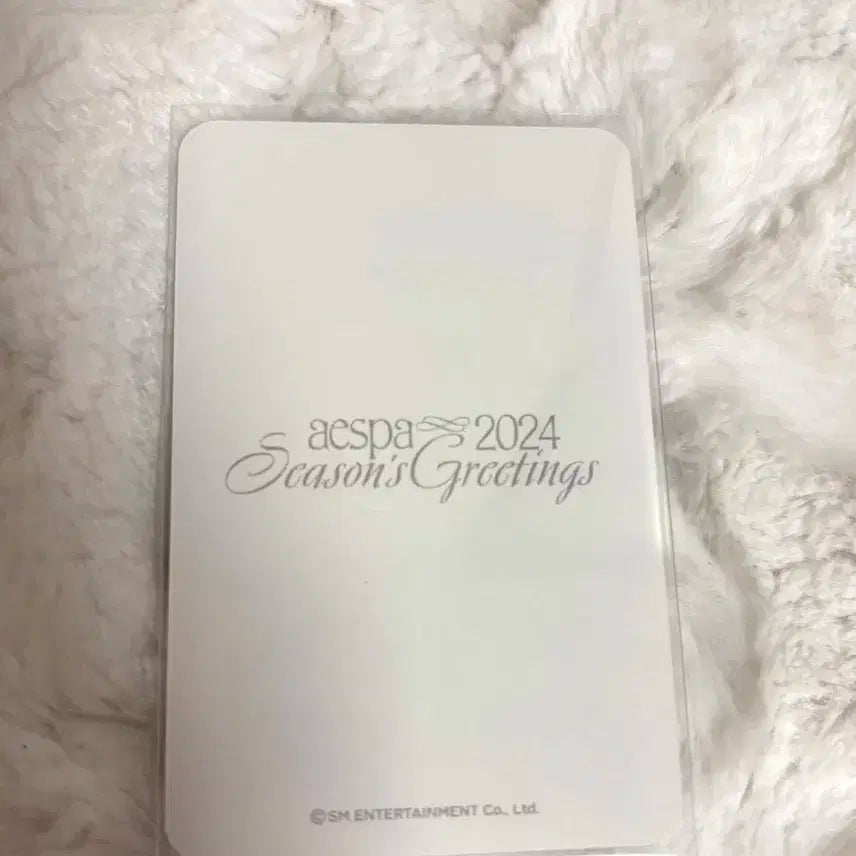 aespa 2024
Season's Greetings
©SM ENTERTAINMENT Co., Ltd.